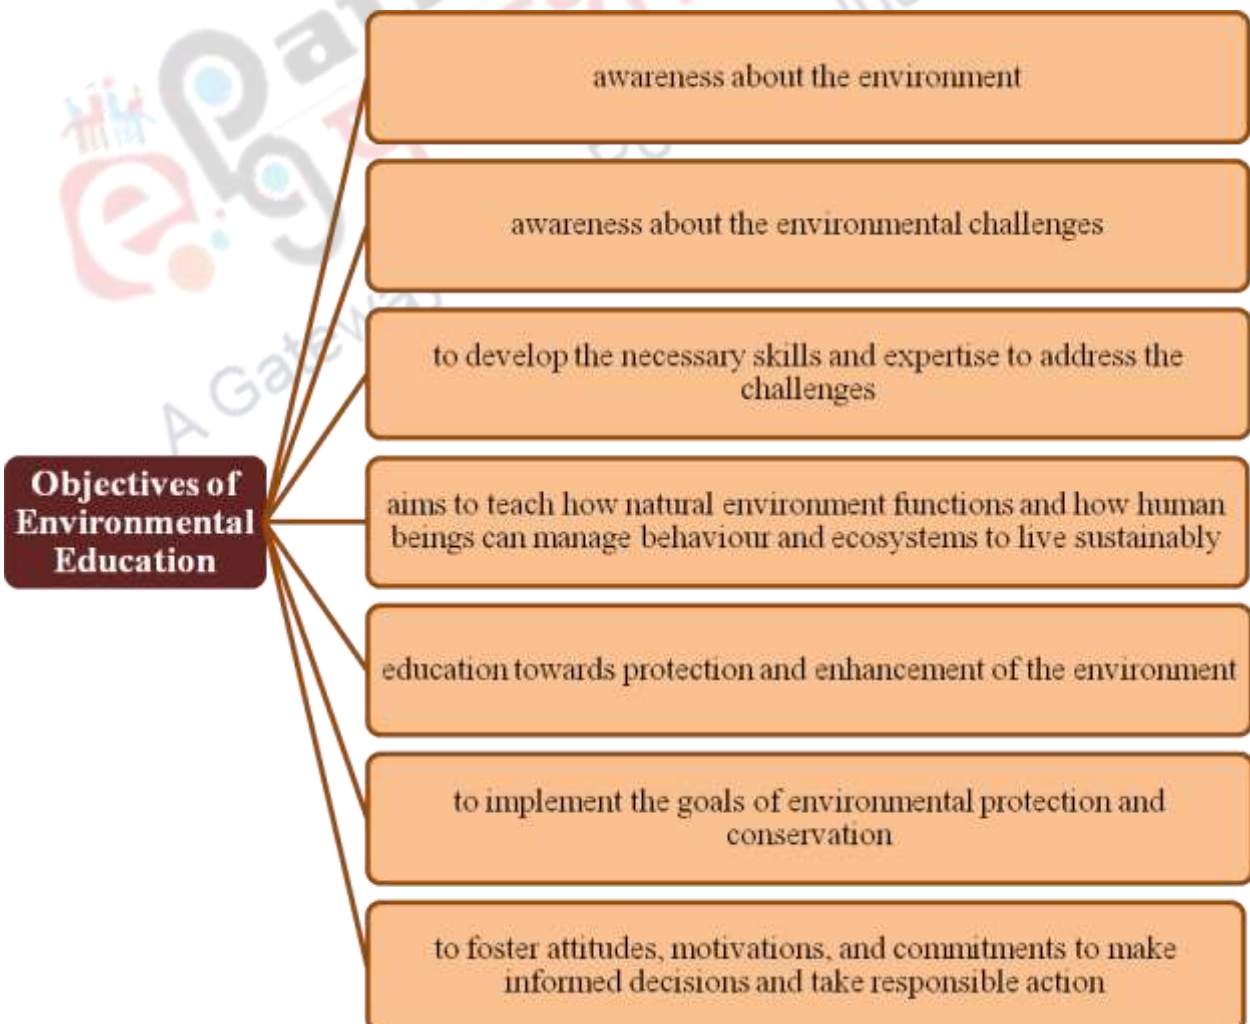 awareness about the environment
awareness about the environmental challenges
to develop the necessary skills and expertise to address the
challenges
Objectives of
Environmental
Education
aims to teach how natural environment functions and how human
beings can manage behaviour and ecosystems to live sustainably
education towards protection and enhancement of the environment
to implement the goals of environmental protection and
conservation
to foster attitudes, motivations, and commitments to make
informed decisions and take responsible action
A Gateway